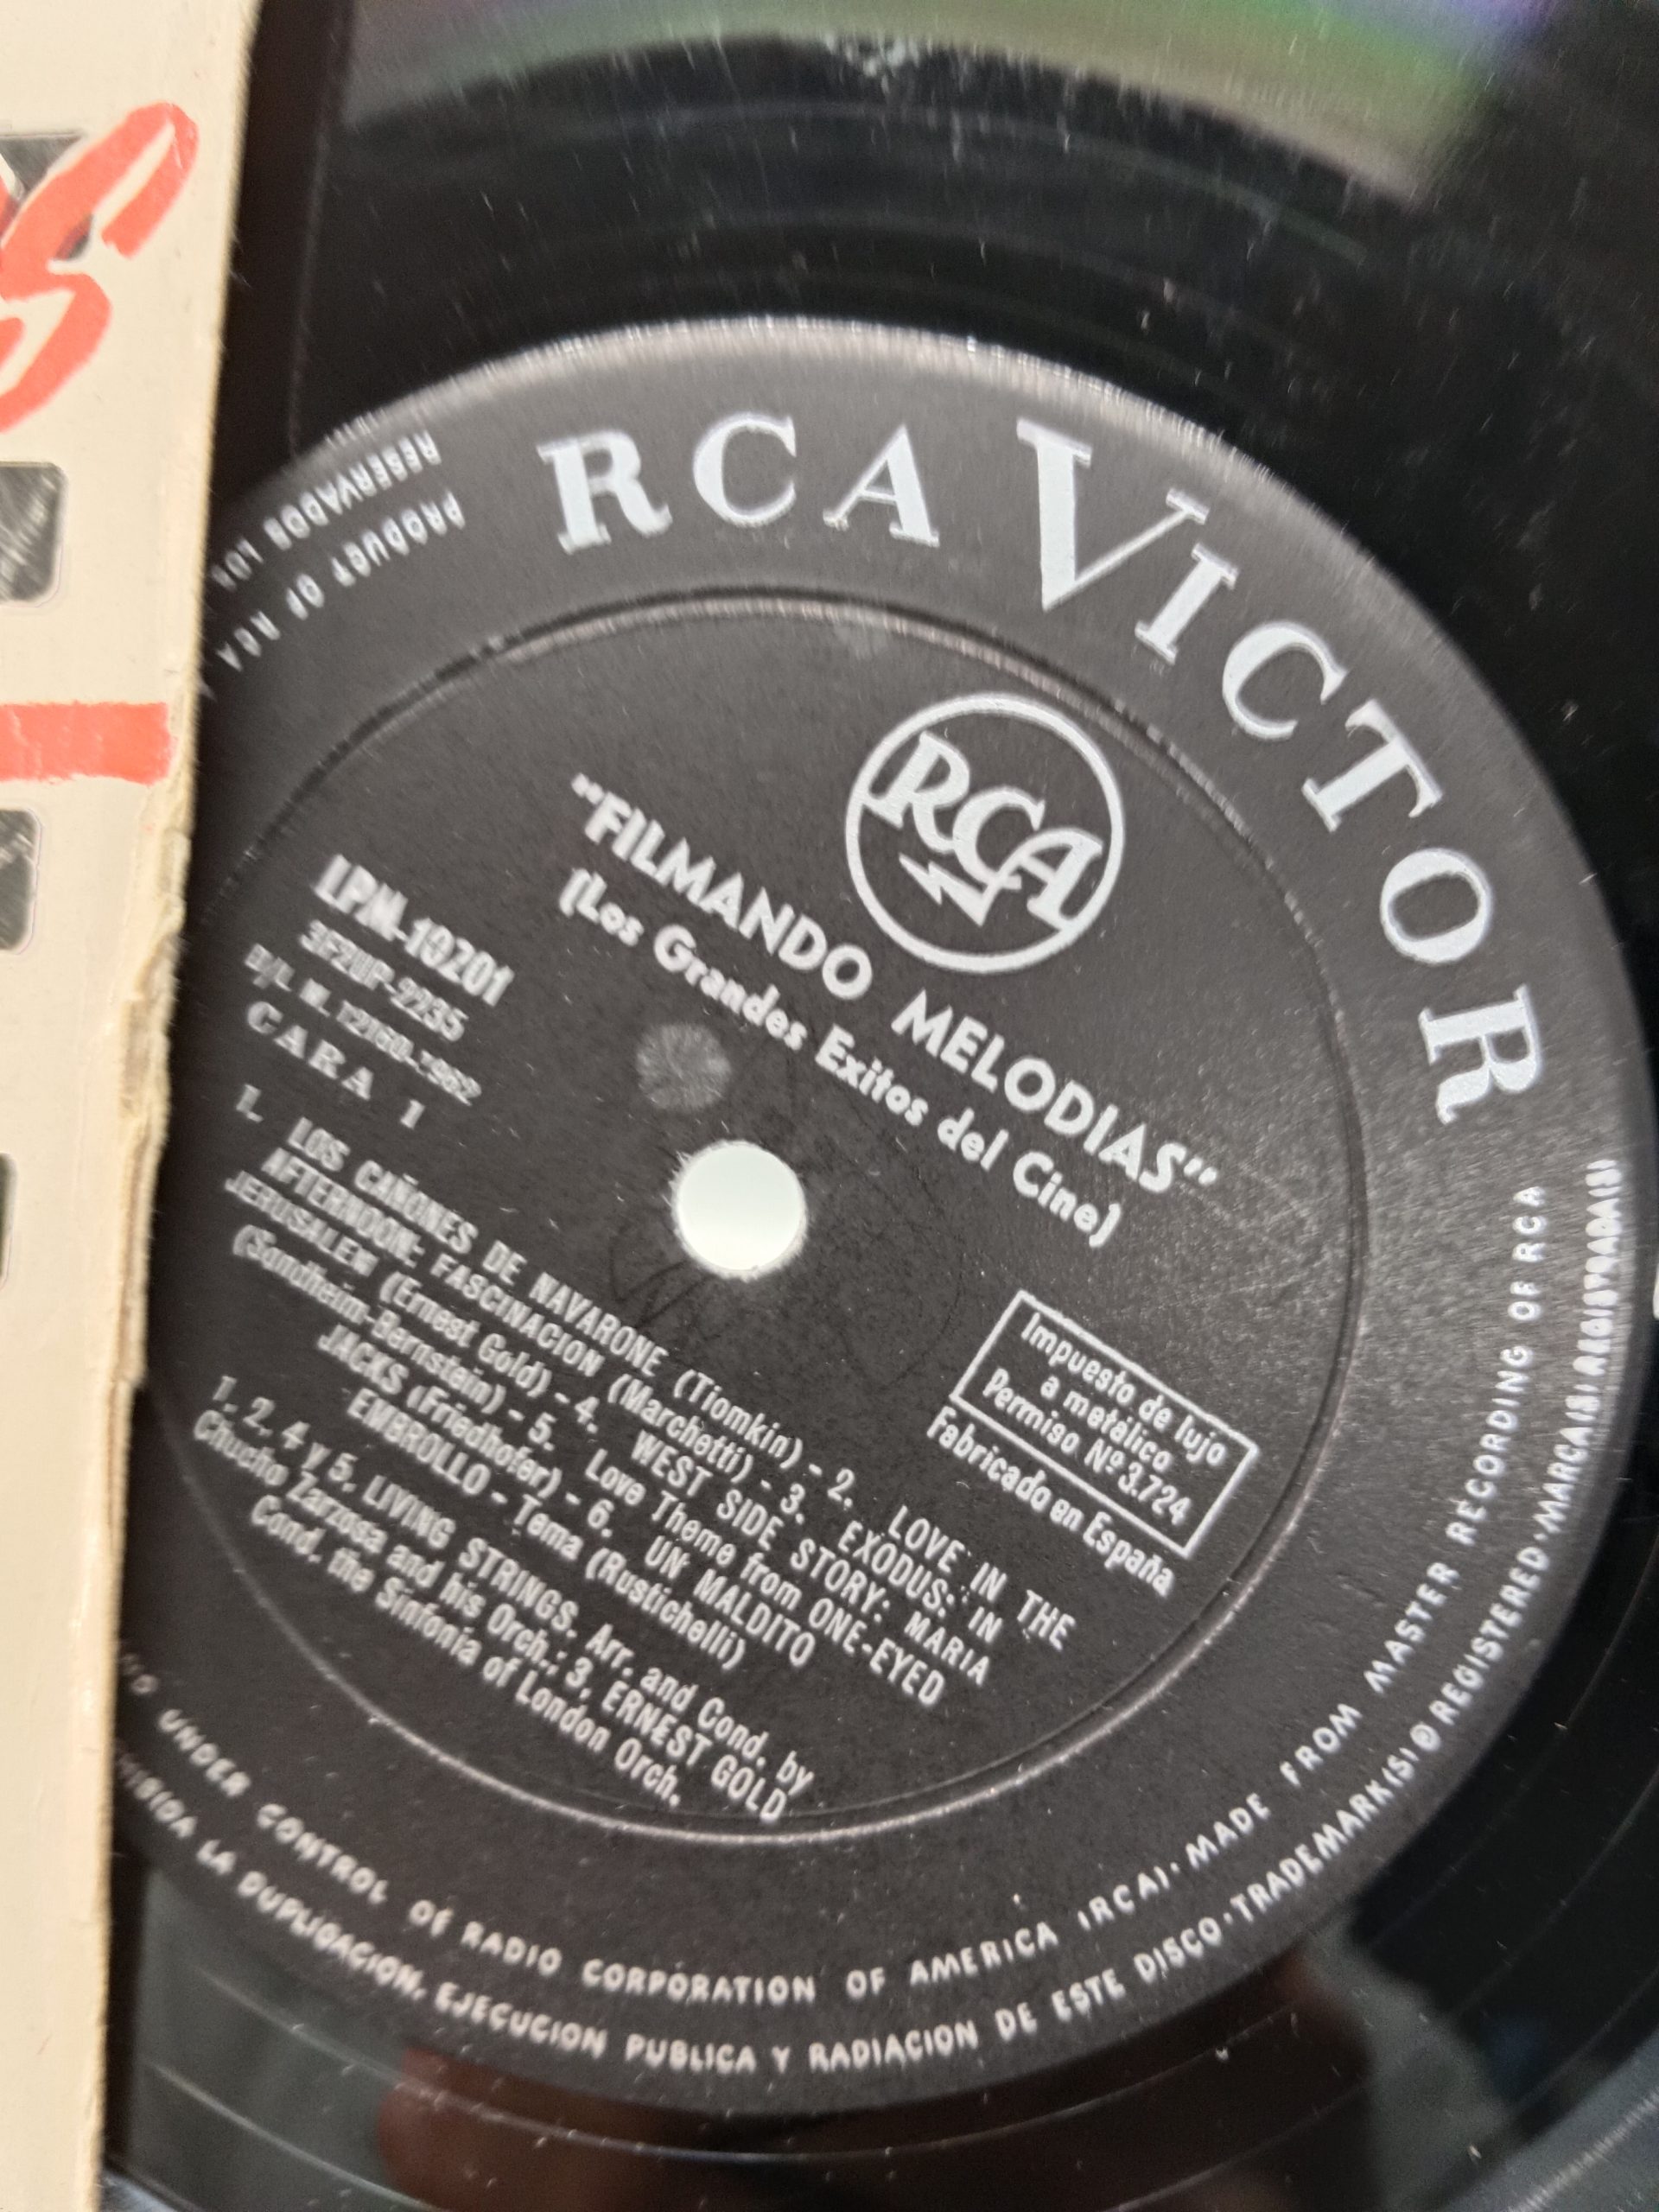 RCA VICTOR
RCA
"FILMANDO MELODIAS"
(Los Grandes Exitos del Cine)
LPM-10201
3F2UP-2235
CARA 1
Impuesto de lujo
a metálico
Permiso Nº 3.724
Fabricado en España
1. LOS CAÑONES DE NAVARONE (Tiomkin) - 2. LOVE IN THE
AFTERNOON: FASCINACION (Marchetti) - 3. EXODUS: IN
JERUSALEM (Ernest Gold) - 4. WEST SIDE STORY: MARIA
(Sondheim-Bernstein) - 5. Love Theme from ONE-EYED
JACKS (Friedhofer) - 6. UN MALDITO
EMBROLLO - Tema (Rustichelli)
1, 2, 4 y 5, LIVING STRINGS. Arr. and Cond. by
Chucho Zarzosa and his Orch.; 3, ERNEST GOLD
Cond. the Sinfonia of London Orch.
PRODUCT OF RCA
UNDER CONTROL OF RADIO CORPORATION OF AMERICA (RCA)·MADE FROM MASTER RECORDING OF RCA
RESERVADOS LOS
LA DUPLICACION, EJECUCION PUBLICA Y RADIACION DE ESTE DISCO·TRADEMARK(S) ® REGISTERED·MARCA(S) REGISTRADA(S)